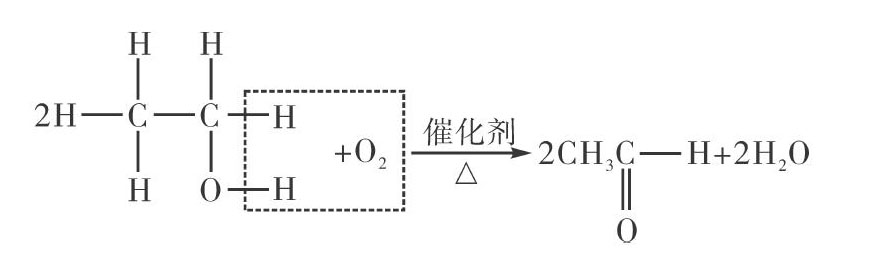 H H
2H—C—C—H
+O₂ 催化剂 2CH₃C—H+2H₂O
△
H O—H
O